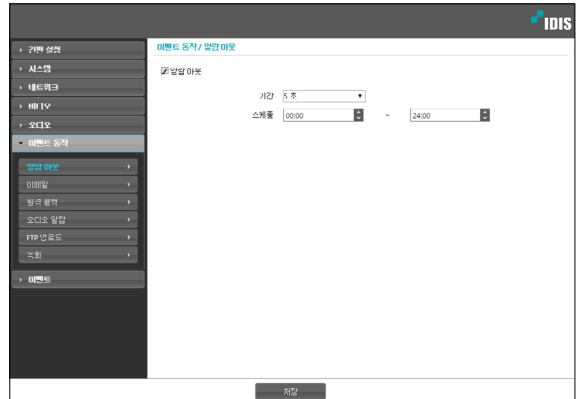 IDIS
간편 설정
시스템
네트워크
비디오
오디오
이벤트 동작
알람 아웃
이메일
원격 콜백
오디오 알람
FTP 업로드
녹화
이벤트
이벤트 동작/ 알람 아웃
알람 아웃
기간 5 초
스케줄 00:00 ~ 24:00
저장